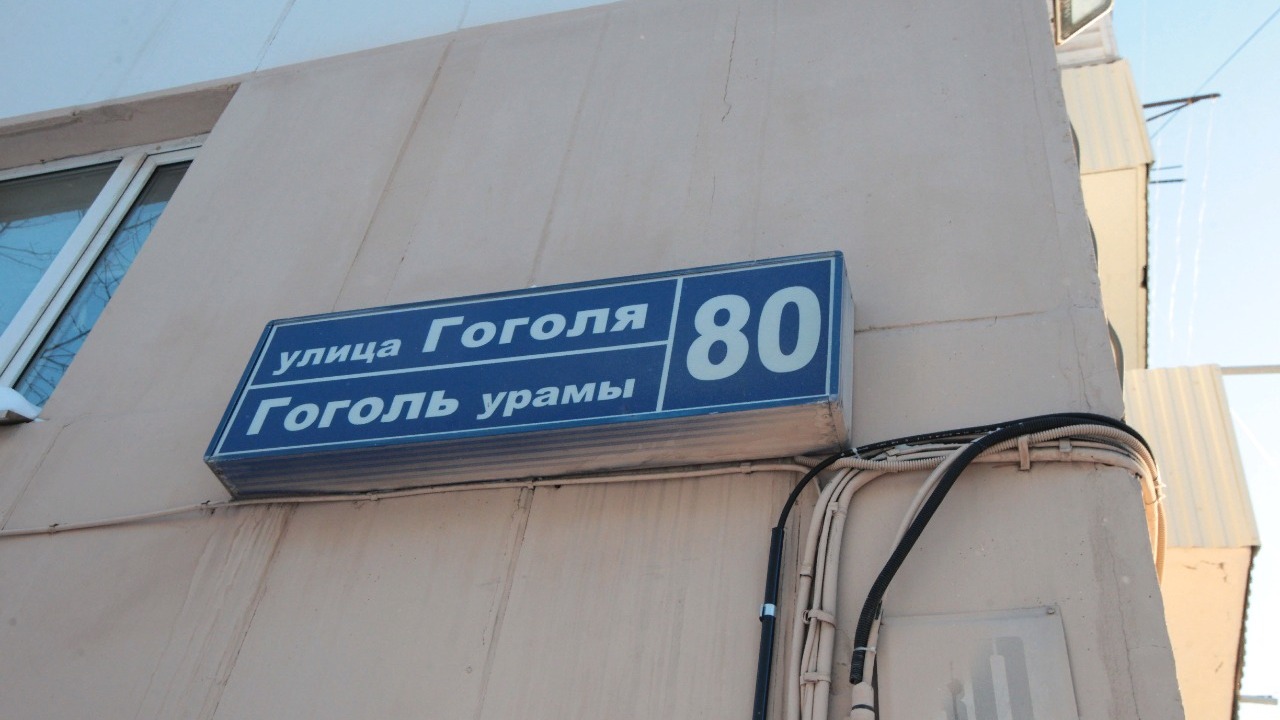 улица Гоголя
Гоголь урамы
80